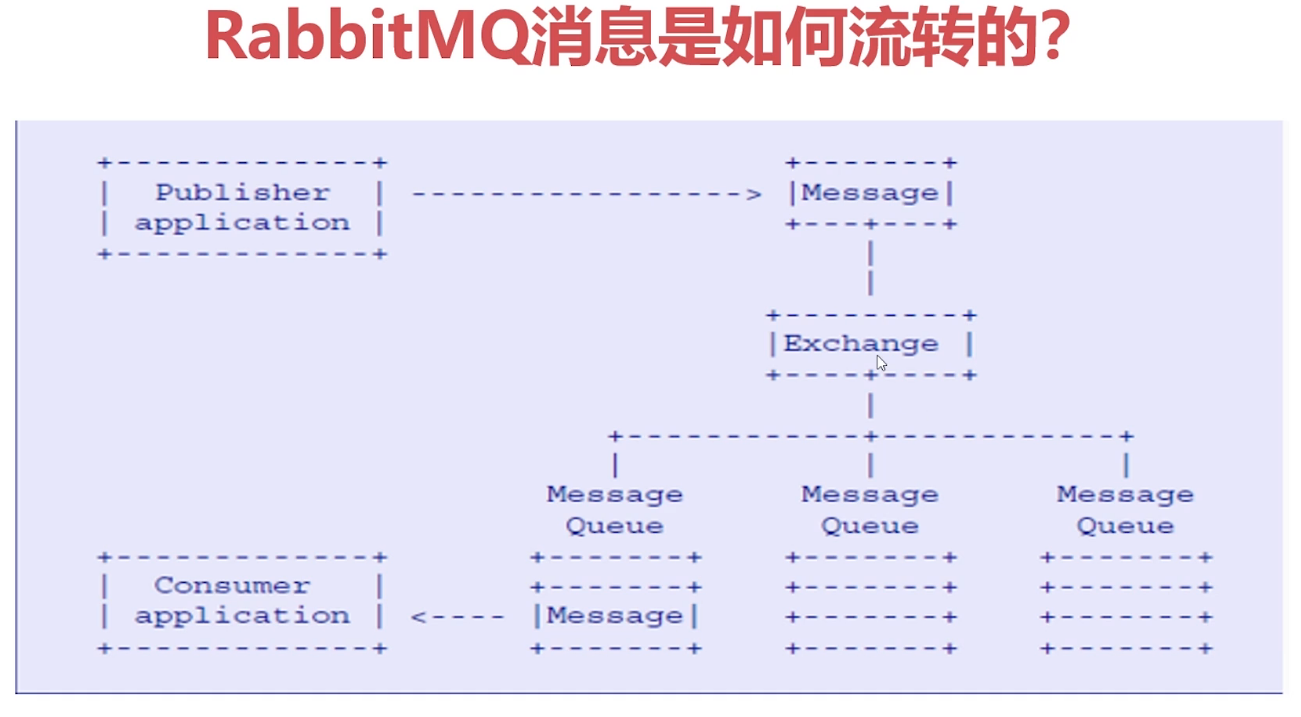 RabbitMQ消息是如何流转的?
Publisher
application
Message
Exchange
Message Message Message
Queue Queue Queue
Consumer
application
Message